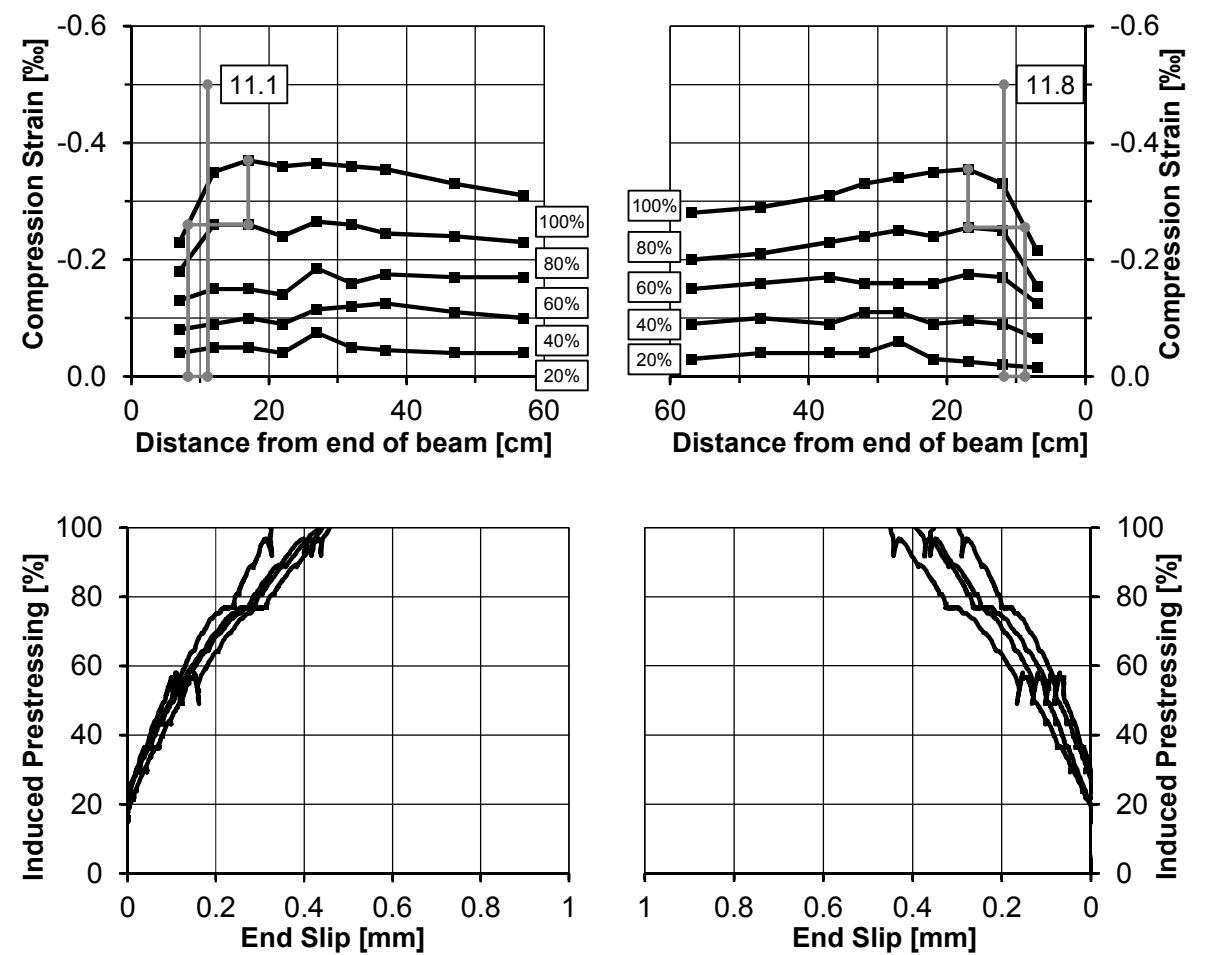 -0.6
-0.4
-0.2
0.0
Compression Strain [‰]
11.1
100%
80%
60%
40%
20%
0 20 40 60
Distance from end of beam [cm]
-0.6
-0.4
-0.2
0.0
Compression Strain [‰]
11.8
100%
80%
60%
40%
20%
60 40 20 0
Distance from end of beam [cm]
100
80
60
40
20
0
Induced Prestressing [%]
0 0.2 0.4 0.6 0.8 1
End Slip [mm]
100
80
60
40
20
0
Induced Prestressing [%]
1 0.8 0.6 0.4 0.2 0
End Slip [mm]